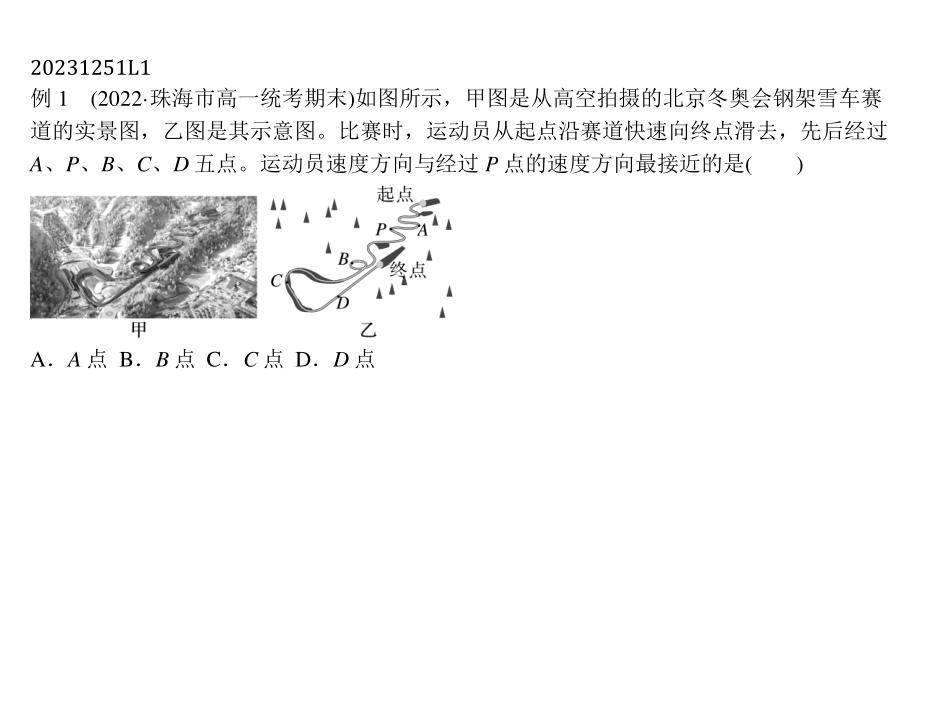 20231251L1
例 1　(2022·珠海市高一统考期末)如图所示，甲图是从高空拍摄的北京冬奥会钢架雪车赛
道的实景图，乙图是其示意图。比赛时，运动员从起点沿赛道快速向终点滑去，先后经过
A、P、B、C、D 五点。运动员速度方向与经过 P 点的速度方向最接近的是(　　)
起点
P
A
B
终点
C
D
甲
乙
A．A 点 B．B 点 C．C 点 D．D 点